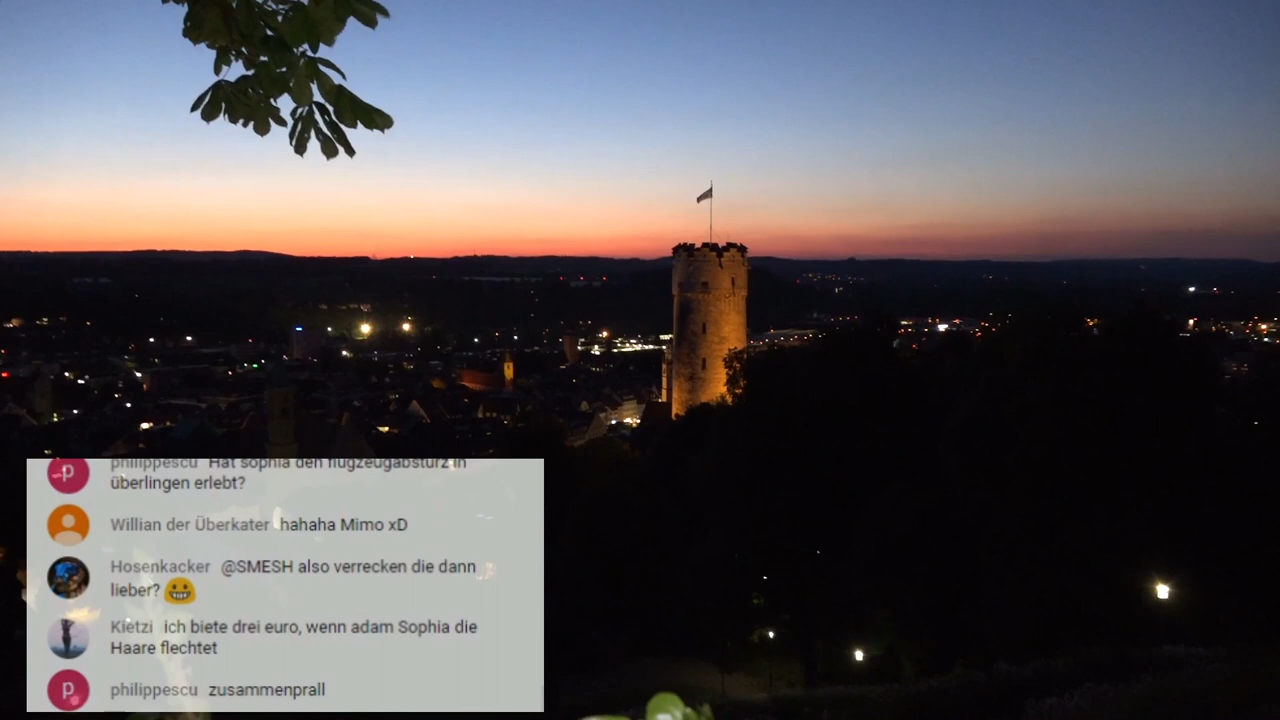 philippescu Hat sophia den flugzeugabsturz in
überlingen erlebt?
Willian der Überkater hahaha Mimo xD
Hosenkacker @SMESH also verrecken die dann
lieber? 😀
Kietzi ich biete drei euro, wenn adam Sophia die
Haare flechtet
p philippescu zusammenprall